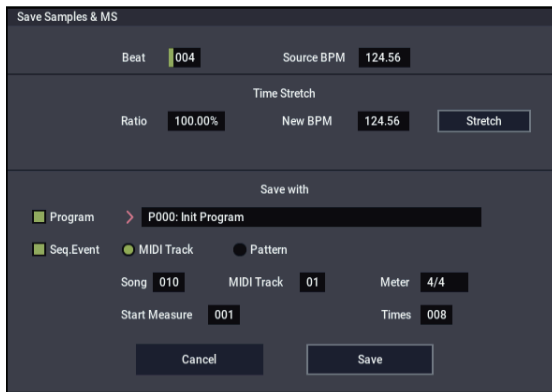 Save Samples & MS
Beat 004 Source BPM 124.56
Time Stretch
Ratio 100.00% New BPM 124.56 Stretch
Save with
Program P000: Init Program
Seq.Event MIDI Track Pattern
Song 010 MIDI Track 01 Meter 4/4
Start Measure 001 Times 008
Cancel Save